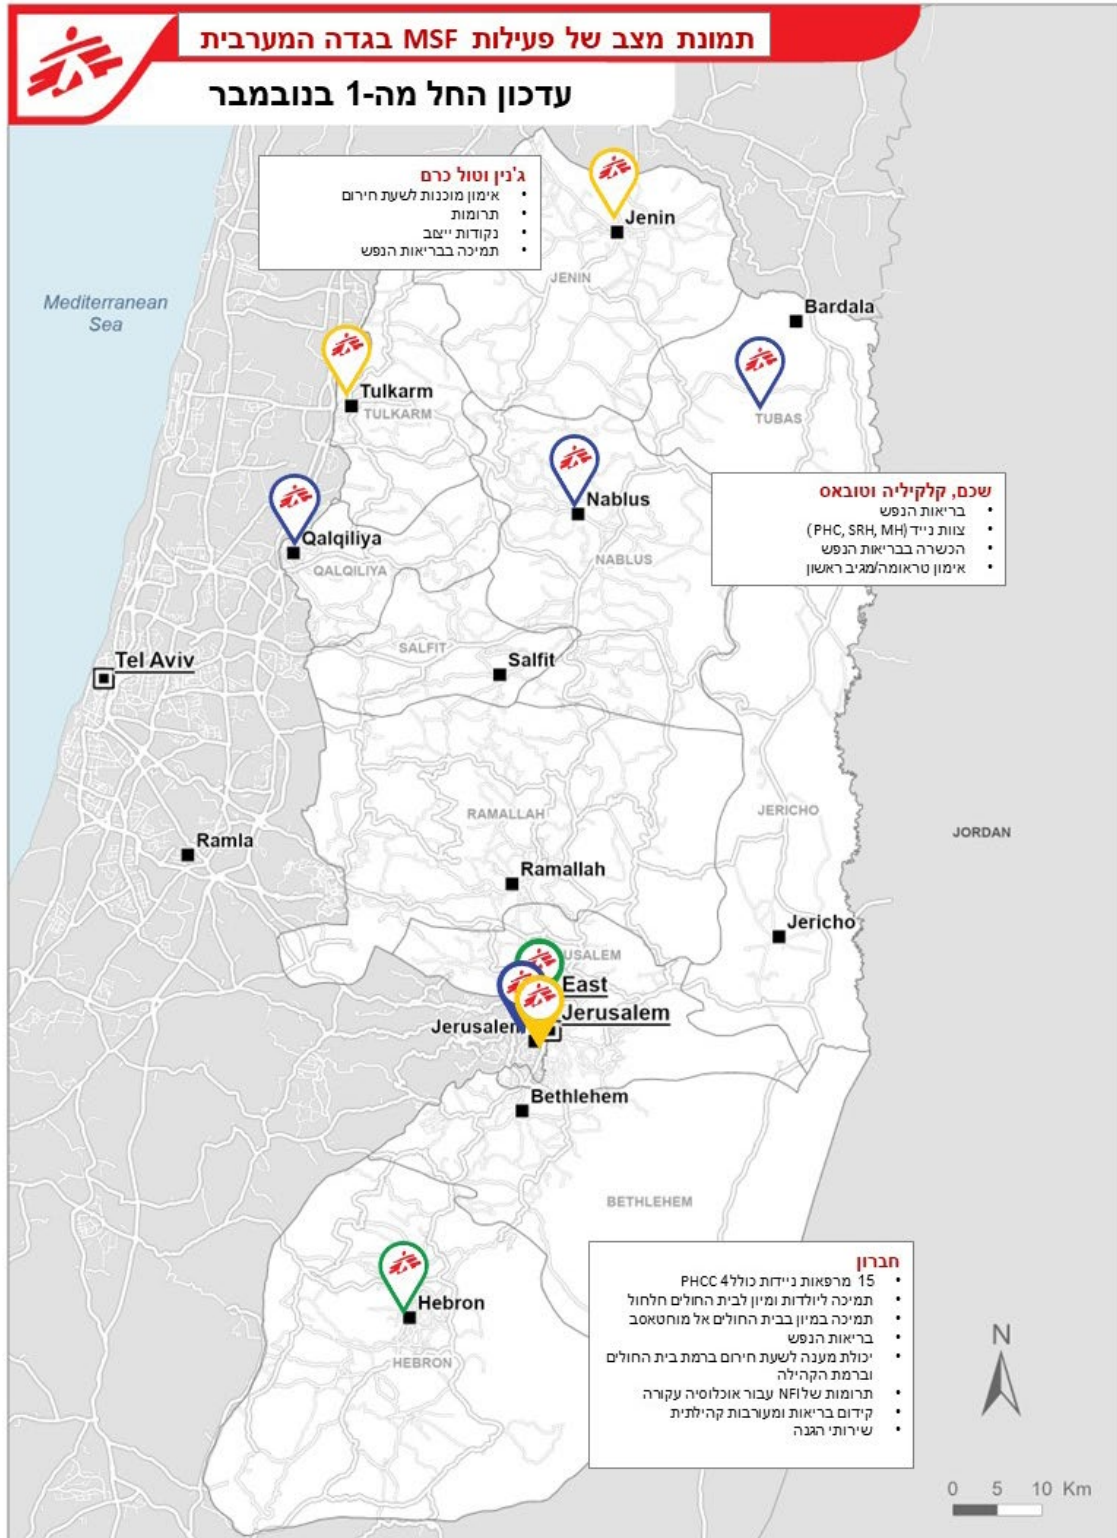 תמונת מצב של פעילות MSF בגדה המערבית
עדכון החל מה-1 בנובמבר
ג'נין וטול כרם
• אימון מוכנות לשעת חירום
• תרומות
• נקודות ייצוב
• תמיכה בבריאות הנפש
Jenin
JENIN
Mediterranean
Sea
Bardala
Tulkarm
TULKARM
TUBAS
שכם, קלקיליה וטובאס
• בריאות הנפש
• צוות נייד (PHC, SRH, MH)
• הכשרה בבריאות הנפש
• אימון טראומה/מגיב ראשון
Nablus
NABLUS
Qalqiliya
QALQILIYA
SALFIT
Salfit
Tel Aviv
RAMALLAH
JERICHO
JORDAN
Ramla
Ramallah
Jericho
USALEM
East
Jerusalem
Jerusalem
Bethlehem
BETHLEHEM
חברון
• 15 מרפאות ניידות כולל 4 PHCC
• תמיכה ליולדות ומיון לבית החולים חלחול
• תמיכה במיון בבית החולים אל מוחטאסב
• בריאות הנפש
• יכולת מענה לשעת חירום ברמת בית החולים
וברמת הקהילה
• תרומות של NFI עבור אוכלוסיה עקורה
• קידום בריאות ומעורבות קהילתית
• שירותי הגנה
Hebron
HEBRON
N
0 5 10 Km